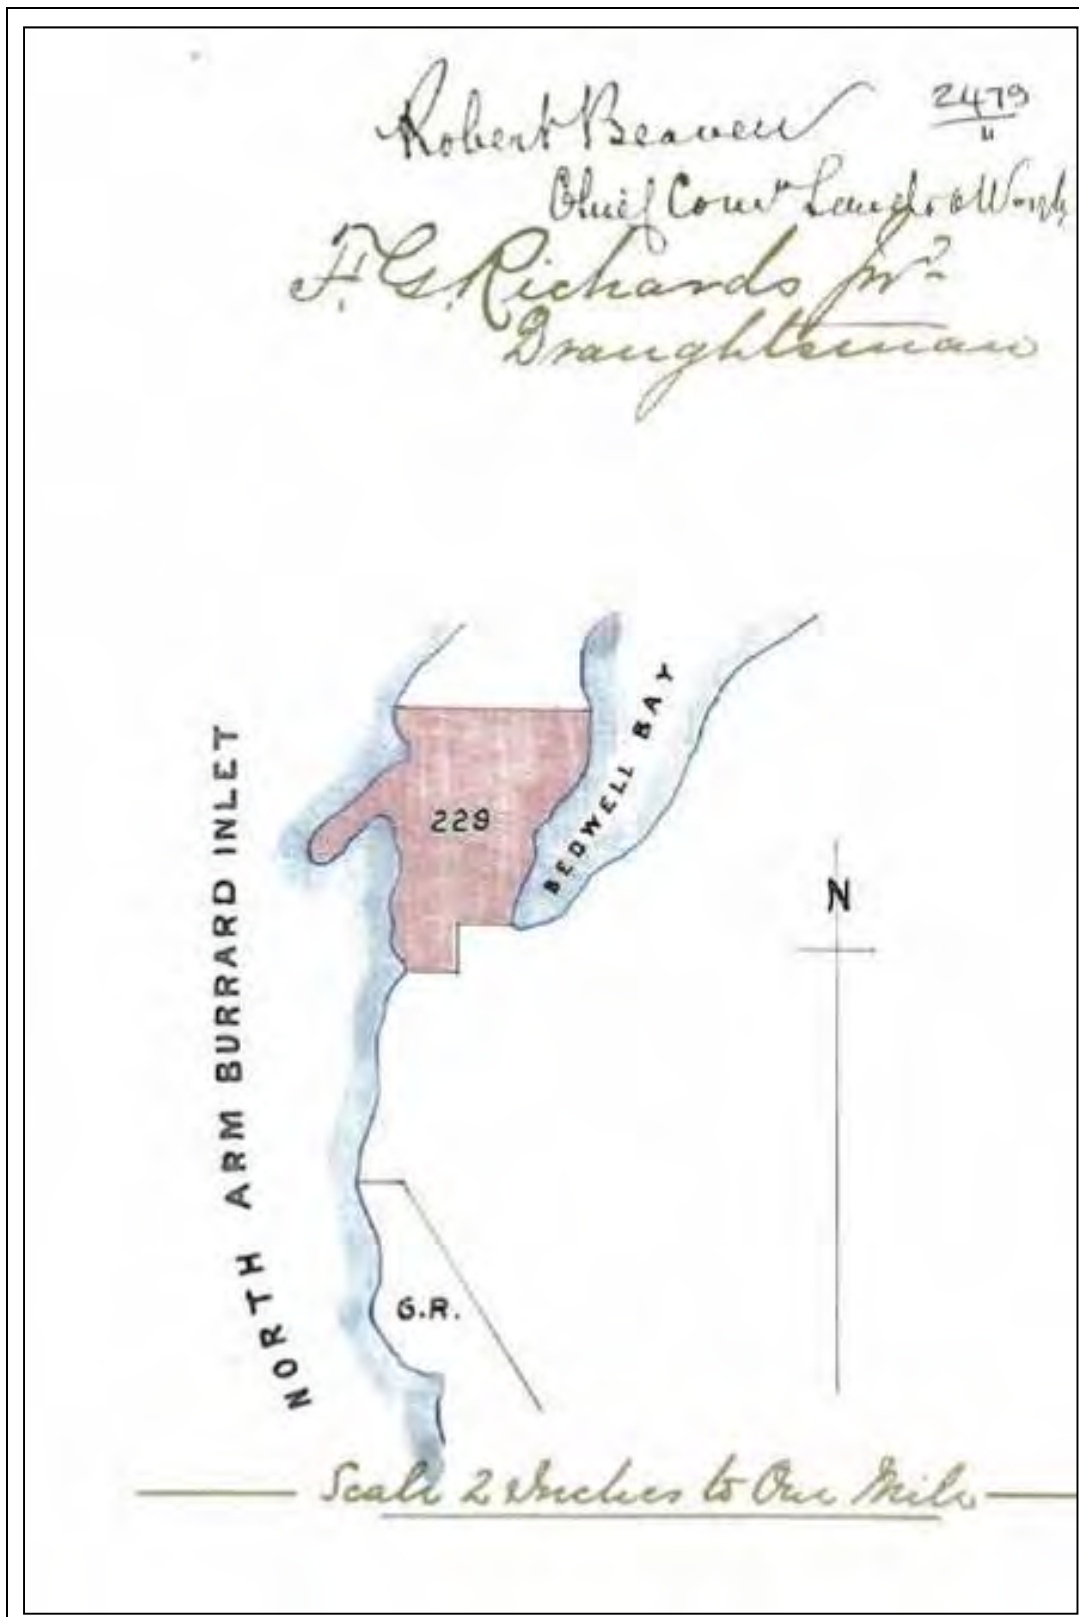 Robert Beaven
2479
"
Chief Comr Lands & Works
F. G. Richards Jnr
Draughtsman
NORTH ARM BURRARD INLET
BEDWELL BAY
229
N
G.R.
Scale 2 Inches to One Mile